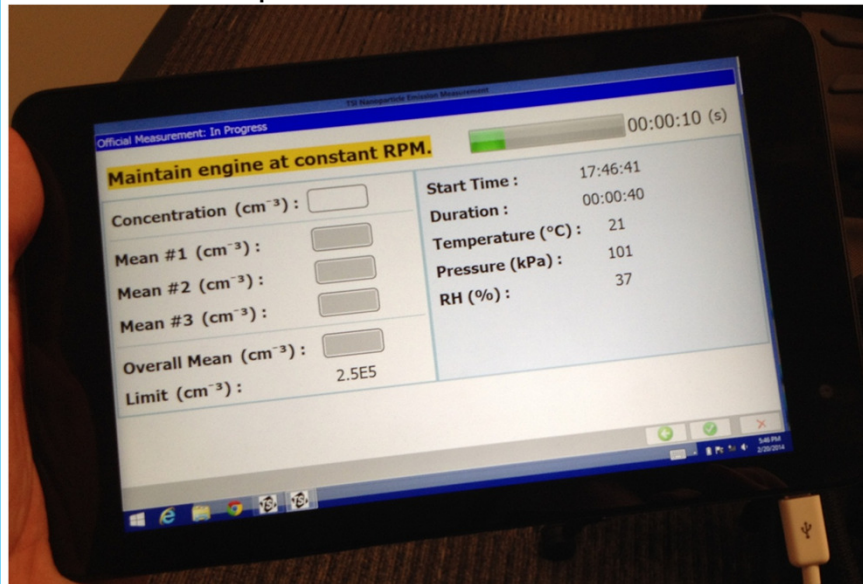 TSI Nanoparticle Emission Measurement
Official Measurement: In Progress
Maintain engine at constant RPM.
00:00:10 (s)
Concentration (cm⁻³) :
Mean #1 (cm⁻³) :
Mean #2 (cm⁻³) :
Mean #3 (cm⁻³) :
Overall Mean (cm⁻³) :
Limit (cm⁻³) : 2.5E5
Start Time : 17:46:41
Duration : 00:00:40
Temperature (°C) : 21
Pressure (kPa) : 101
RH (%) : 37
TSI
TSI
5:46 PM
2/20/2014